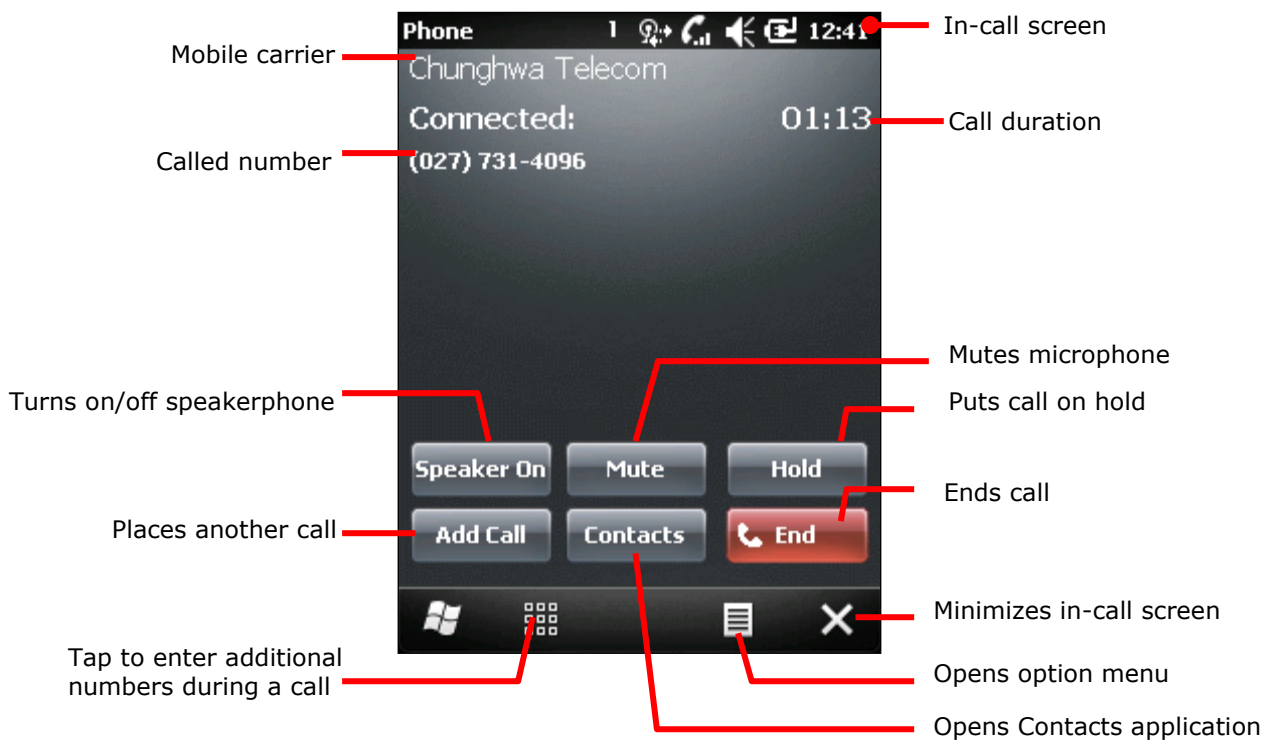 Phone 1 12:41
In-call screen
Mobile carrier
Chunghwa Telecom
Connected: 01:13
Call duration
Called number
(027) 731-4096
Mutes microphone
Turns on/off speakerphone
Puts call on hold
Speaker On Mute Hold
Ends call
Places another call
Add Call Contacts End
Minimizes in-call screen
Tap to enter additional
numbers during a call
Opens option menu
Opens Contacts application